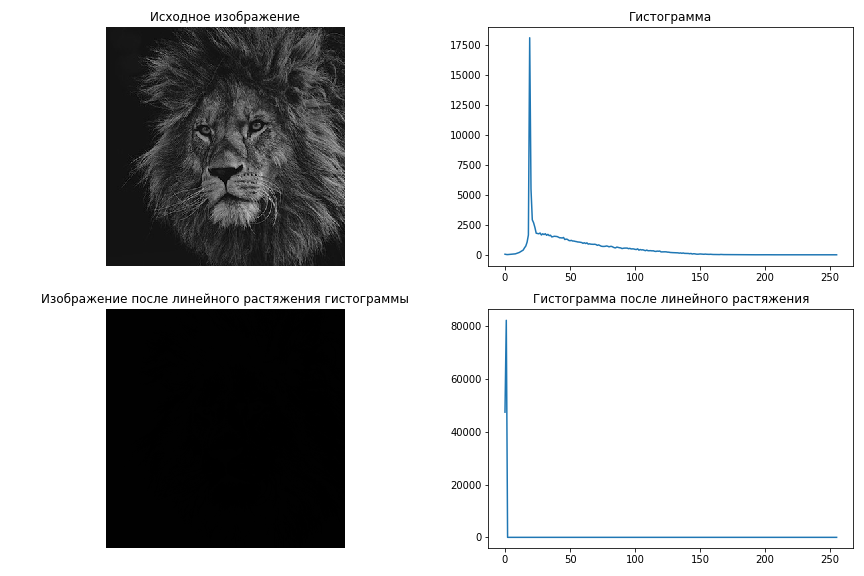 Исходное изображение
Гистограмма
17500
15000
12500
10000
7500
5000
2500
0
0 50 100 150 200 250
Изображение после линейного растяжения гистограммы
Гистограмма после линейного растяжения
80000
60000
40000
20000
0
0 50 100 150 200 250